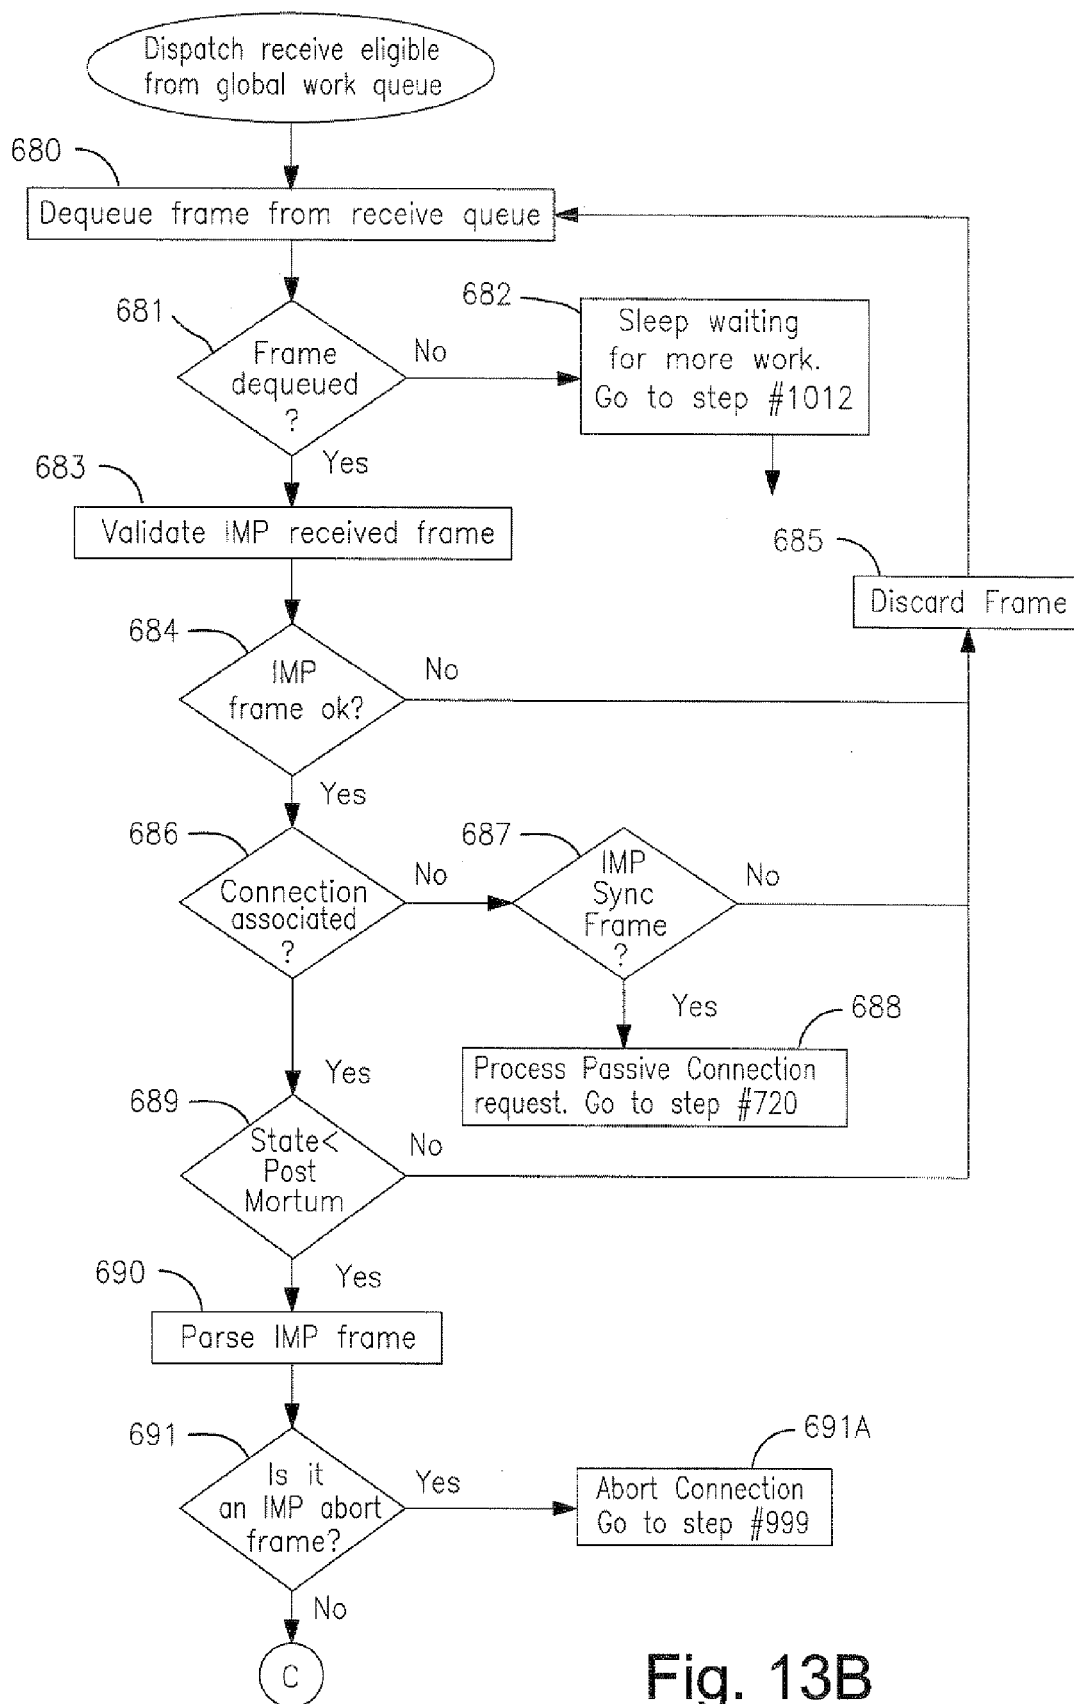 Dispatch receive eligible
from global work queue
680
Dequeue frame from receive queue
681
Frame
dequeued
?
No
682
Sleep waiting
for more work.
Go to step #1012
Yes
683
Validate IMP received frame
685
Discard Frame
684
IMP
frame ok?
No
Yes
686
Connection
associated
?
No
687
IMP
Sync
Frame
?
No
Yes
688
Process Passive Connection
request. Go to step #720
Yes
689
State<
Post
Mortum
No
Yes
690
Parse IMP frame
691
Is it
an IMP abort
frame?
Yes
691A
Abort Connection
Go to step #999
No
C
Fig. 13B